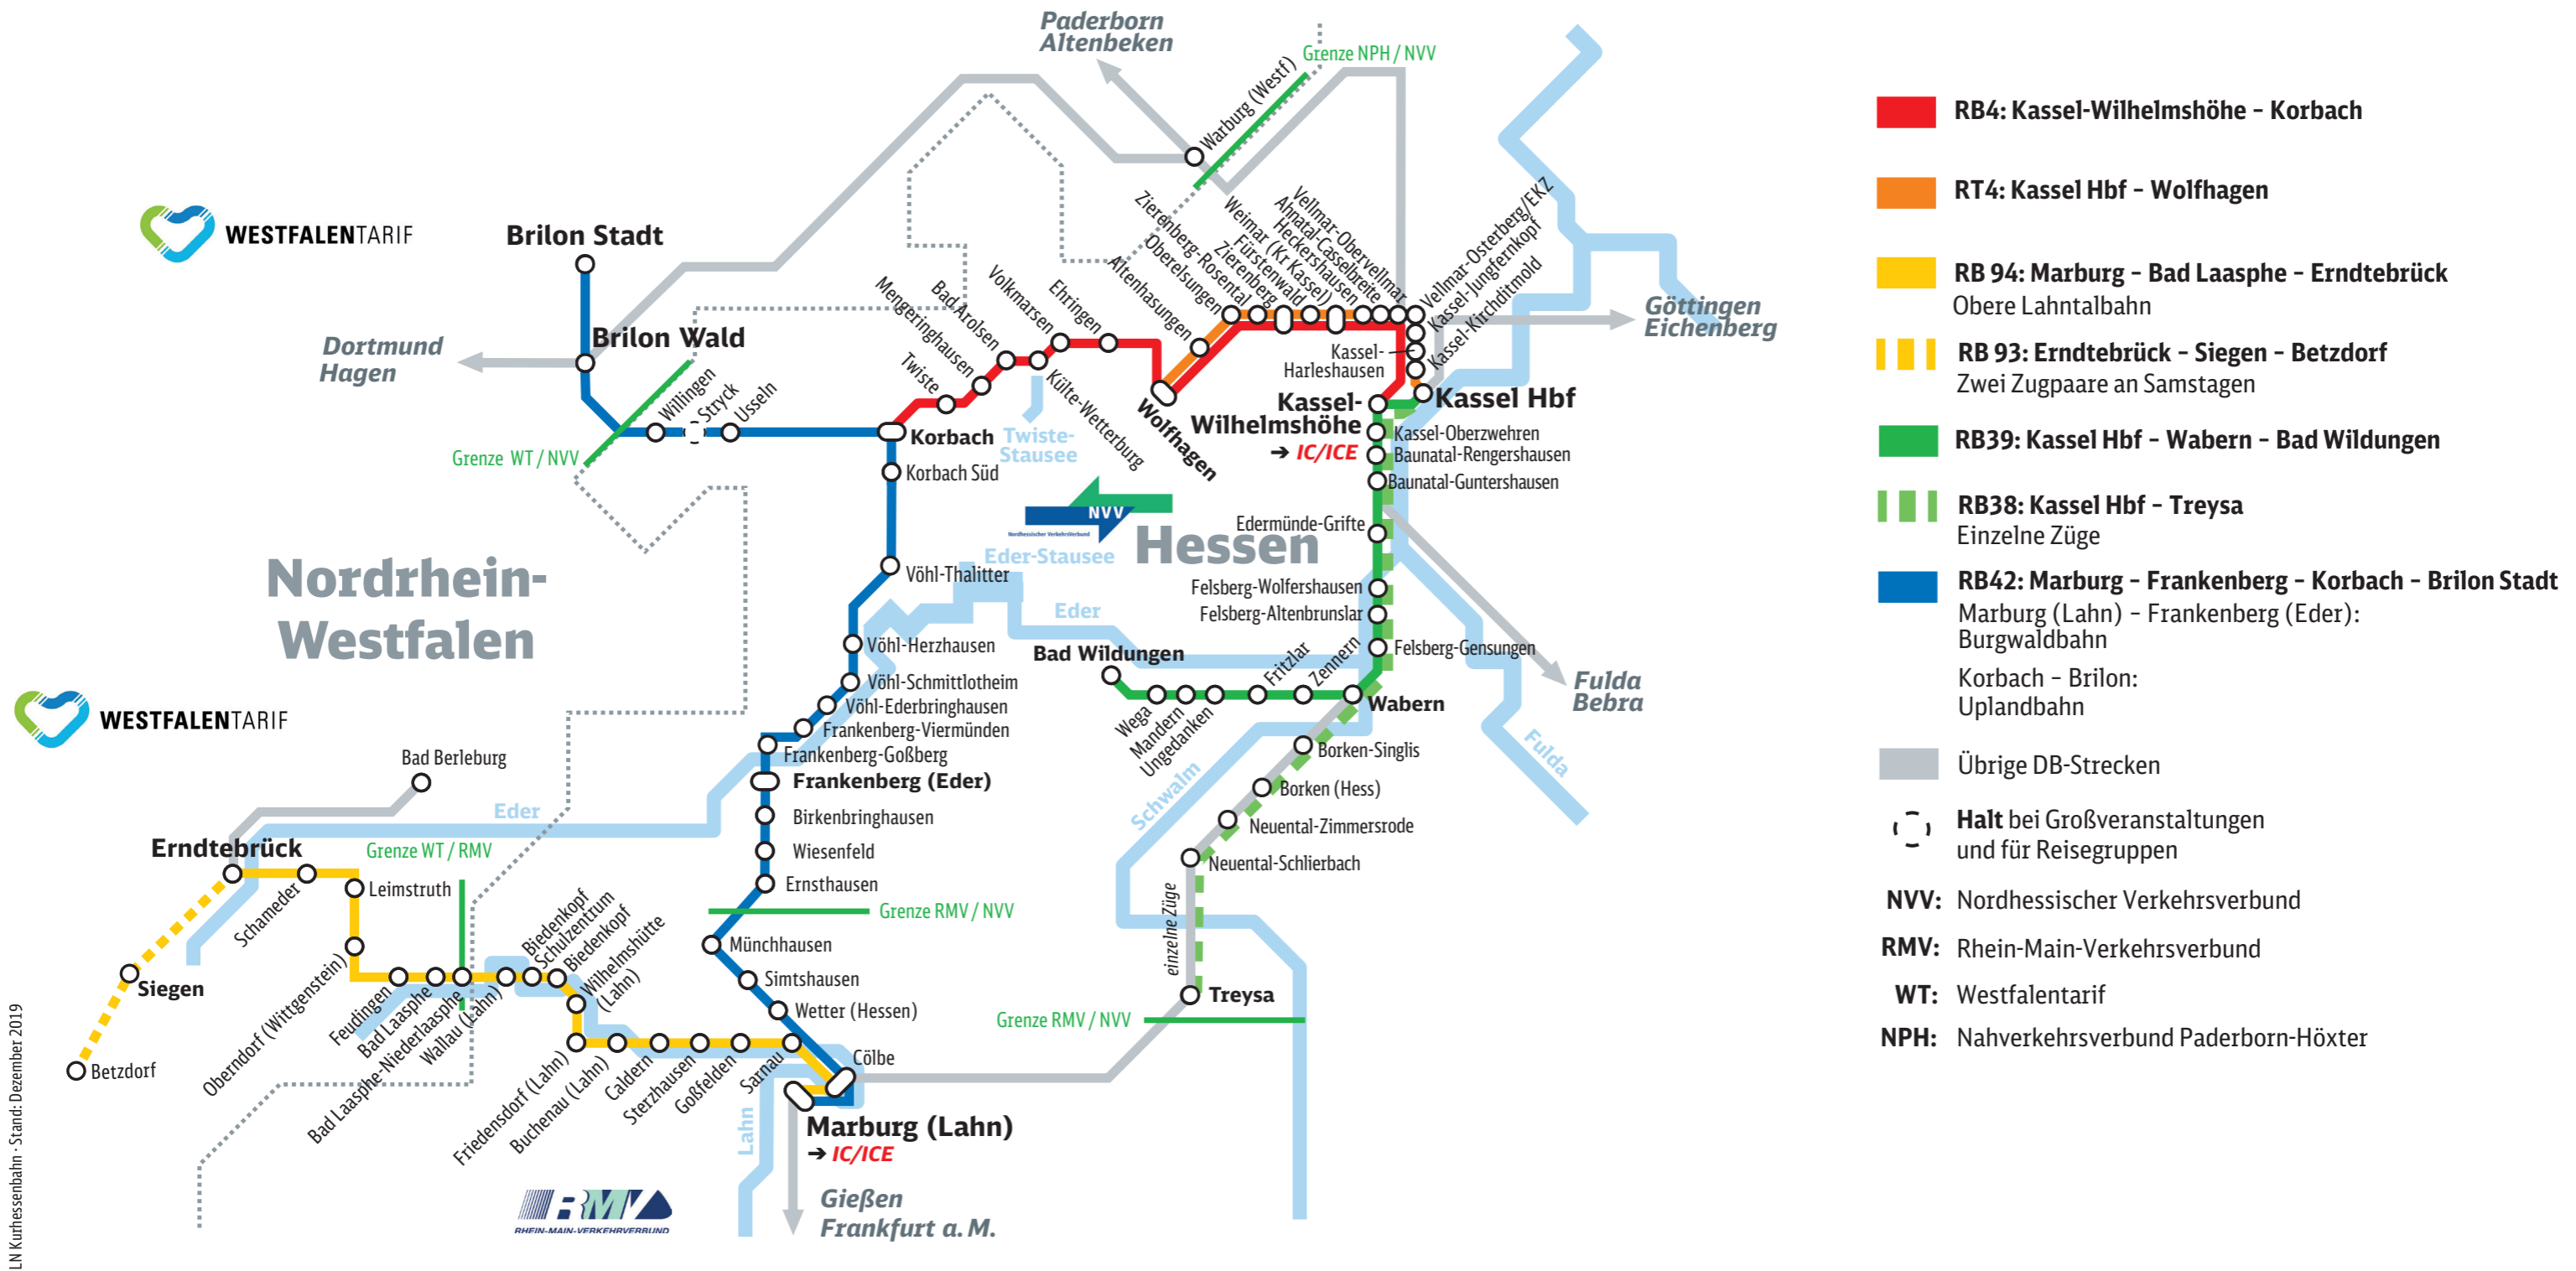 Paderborn
Altenbeken
Grenze NPH / NVV
Warburg (Westf)
WESTFALENTARIF
Brilon Stadt
Brilon Wald
Dortmund
Hagen
Grenze WT / NVV
Willingen
Stryck
Usseln
Korbach
Twiste
Mengeringhausen
Bad Arolsen
Külte-Wetterburg
Volkmarsen
Ehringen
Wolfhagen
Altenhasungen
Oberelsungen
Zierenberg-Rosental
Zierenberg
Fürstenwald
Weimar (Kr Kassel)
Heckershausen
Ahnatal-Casselbreite
Vellmar-Obervellmar
Vellmar-Osterberg/EKZ
Kassel-Jungfernkopf
Kassel-
Harleshausen
Kassel-Kirchditmold
Göttingen
Eichenberg
Kassel Hbf
Kassel-
Wilhelmshöhe
➔ IC/ICE
Twiste-
Stausee
Kassel-Oberzwehren
Baunatal-Rengershausen
Baunatal-Guntershausen
Edermünde-Grifte
Felsberg-Wolfershausen
Felsberg-Altenbrunslar
Felsberg-Gensungen
Wabern
Fulda
Bebra
Fulda
NVV
Nordhessischer VerkehrsVerbund
Hessen
Eder-Stausee
Eder
Nordrhein-
Westfalen
Korbach Süd
Vöhl-Thalitter
Vöhl-Herzhausen
Vöhl-Schmittlotheim
Vöhl-Ederbringhausen
Frankenberg-Viermünden
Frankenberg-Goßberg
Frankenberg (Eder)
Birkenbringhausen
Wiesenfeld
Ernsthausen
Grenze RMV / NVV
Münchhausen
Simtshausen
Wetter (Hessen)
Cölbe
Marburg (Lahn)
➔ IC/ICE
Gießen
Frankfurt a. M.
Lahn
Bad Wildungen
Wega
Mandern
Ungedanken
Fritzlar
Zennern
Schwalm
Borken-Singlis
Borken (Hess)
Neuental-Zimmersrode
Neuental-Schlierbach
einzelne Züge
Treysa
Grenze RMV / NVV
WESTFALENTARIF
Bad Berleburg
Eder
Erndtebrück
Grenze WT / RMV
Schameder
Leimstruth
Siegen
Betzdorf
Oberndorf (Wittgenstein)
Feudingen
Bad Laasphe
Bad Laasphe-Niederlaasphe
Wallau (Lahn)
Biedenkopf
Schulzentrum
Biedenkopf
Wilhelmshütte
(Lahn)
Friedensdorf (Lahn)
Buchenau (Lahn)
Caldern
Sterzhausen
Goßfelden
Sarnau
RMV
RHEIN-MAIN-VERKEHRVERBUND
LN Kurhessenbahn · Stand: Dezember 2019
RB4: Kassel-Wilhelmshöhe – Korbach
RT4: Kassel Hbf – Wolfhagen
RB 94: Marburg – Bad Laasphe – Erndtebrück
Obere Lahntalbahn
RB 93: Erndtebrück – Siegen – Betzdorf
Zwei Zugpaare an Samstagen
RB39: Kassel Hbf – Wabern – Bad Wildungen
RB38: Kassel Hbf – Treysa
Einzelne Züge
RB42: Marburg – Frankenberg – Korbach – Brilon Stadt
Marburg (Lahn) – Frankenberg (Eder):
Burgwaldbahn
Korbach – Brilon:
Uplandbahn
Übrige DB-Strecken
Halt bei Großveranstaltungen
und für Reisegruppen
NVV: Nordhessischer Verkehrsverbund
RMV: Rhein-Main-Verkehrsverbund
WT: Westfalentarif
NPH: Nahverkehrsverbund Paderborn-Höxter